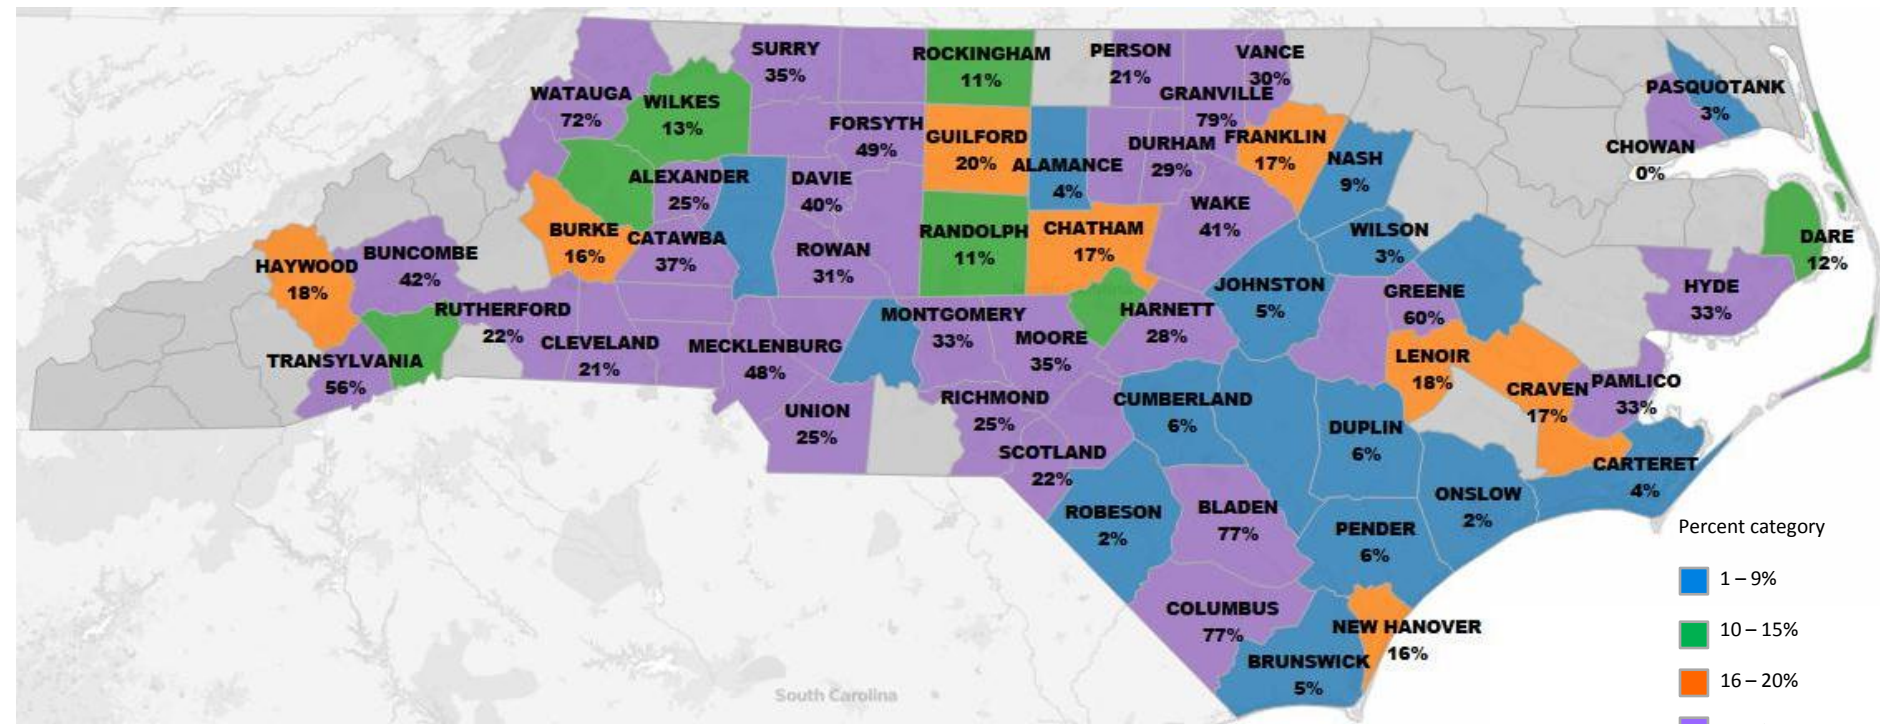 SURRY
35%
ROCKINGHAM
11%
PERSON
21%
VANCE
30%
GRANVILLE
79%
PASQUOTANK
3%
WATAUGA
72%
WILKES
13%
FORSYTH
49%
GUILFORD
20%
ALAMANCE
4%
DURHAM
29%
FRANKLIN
17%
NASH
9%
CHOWAN
0%
ALEXANDER
25%
DAVIE
40%
WAKE
41%
BURKE
16%
CATAWBA
37%
ROWAN
31%
RANDOLPH
11%
CHATHAM
17%
WILSON
3%
DARE
12%
HAYWOOD
18%
BUNCOMBE
42%
JOHNSTON
5%
GREENE
60%
HYDE
33%
RUTHERFORD
22%
CLEVELAND
21%
MECKLENBURG
48%
MONTGOMERY
33%
MOORE
35%
HARNETT
28%
TRANSYLVANIA
56%
LENOIR
18%
CRAVEN
17%
PAMLICO
33%
UNION
25%
RICHMOND
25%
CUMBERLAND
6%
DUPLIN
6%
SCOTLAND
22%
CARTERET
4%
ROBESON
2%
BLADEN
77%
ONSLOW
2%
PENDER
6%
COLUMBUS
77%
NEW HANOVER
16%
BRUNSWICK
5%
South Carolina
Percent category
1 – 9%
10 – 15%
16 – 20%